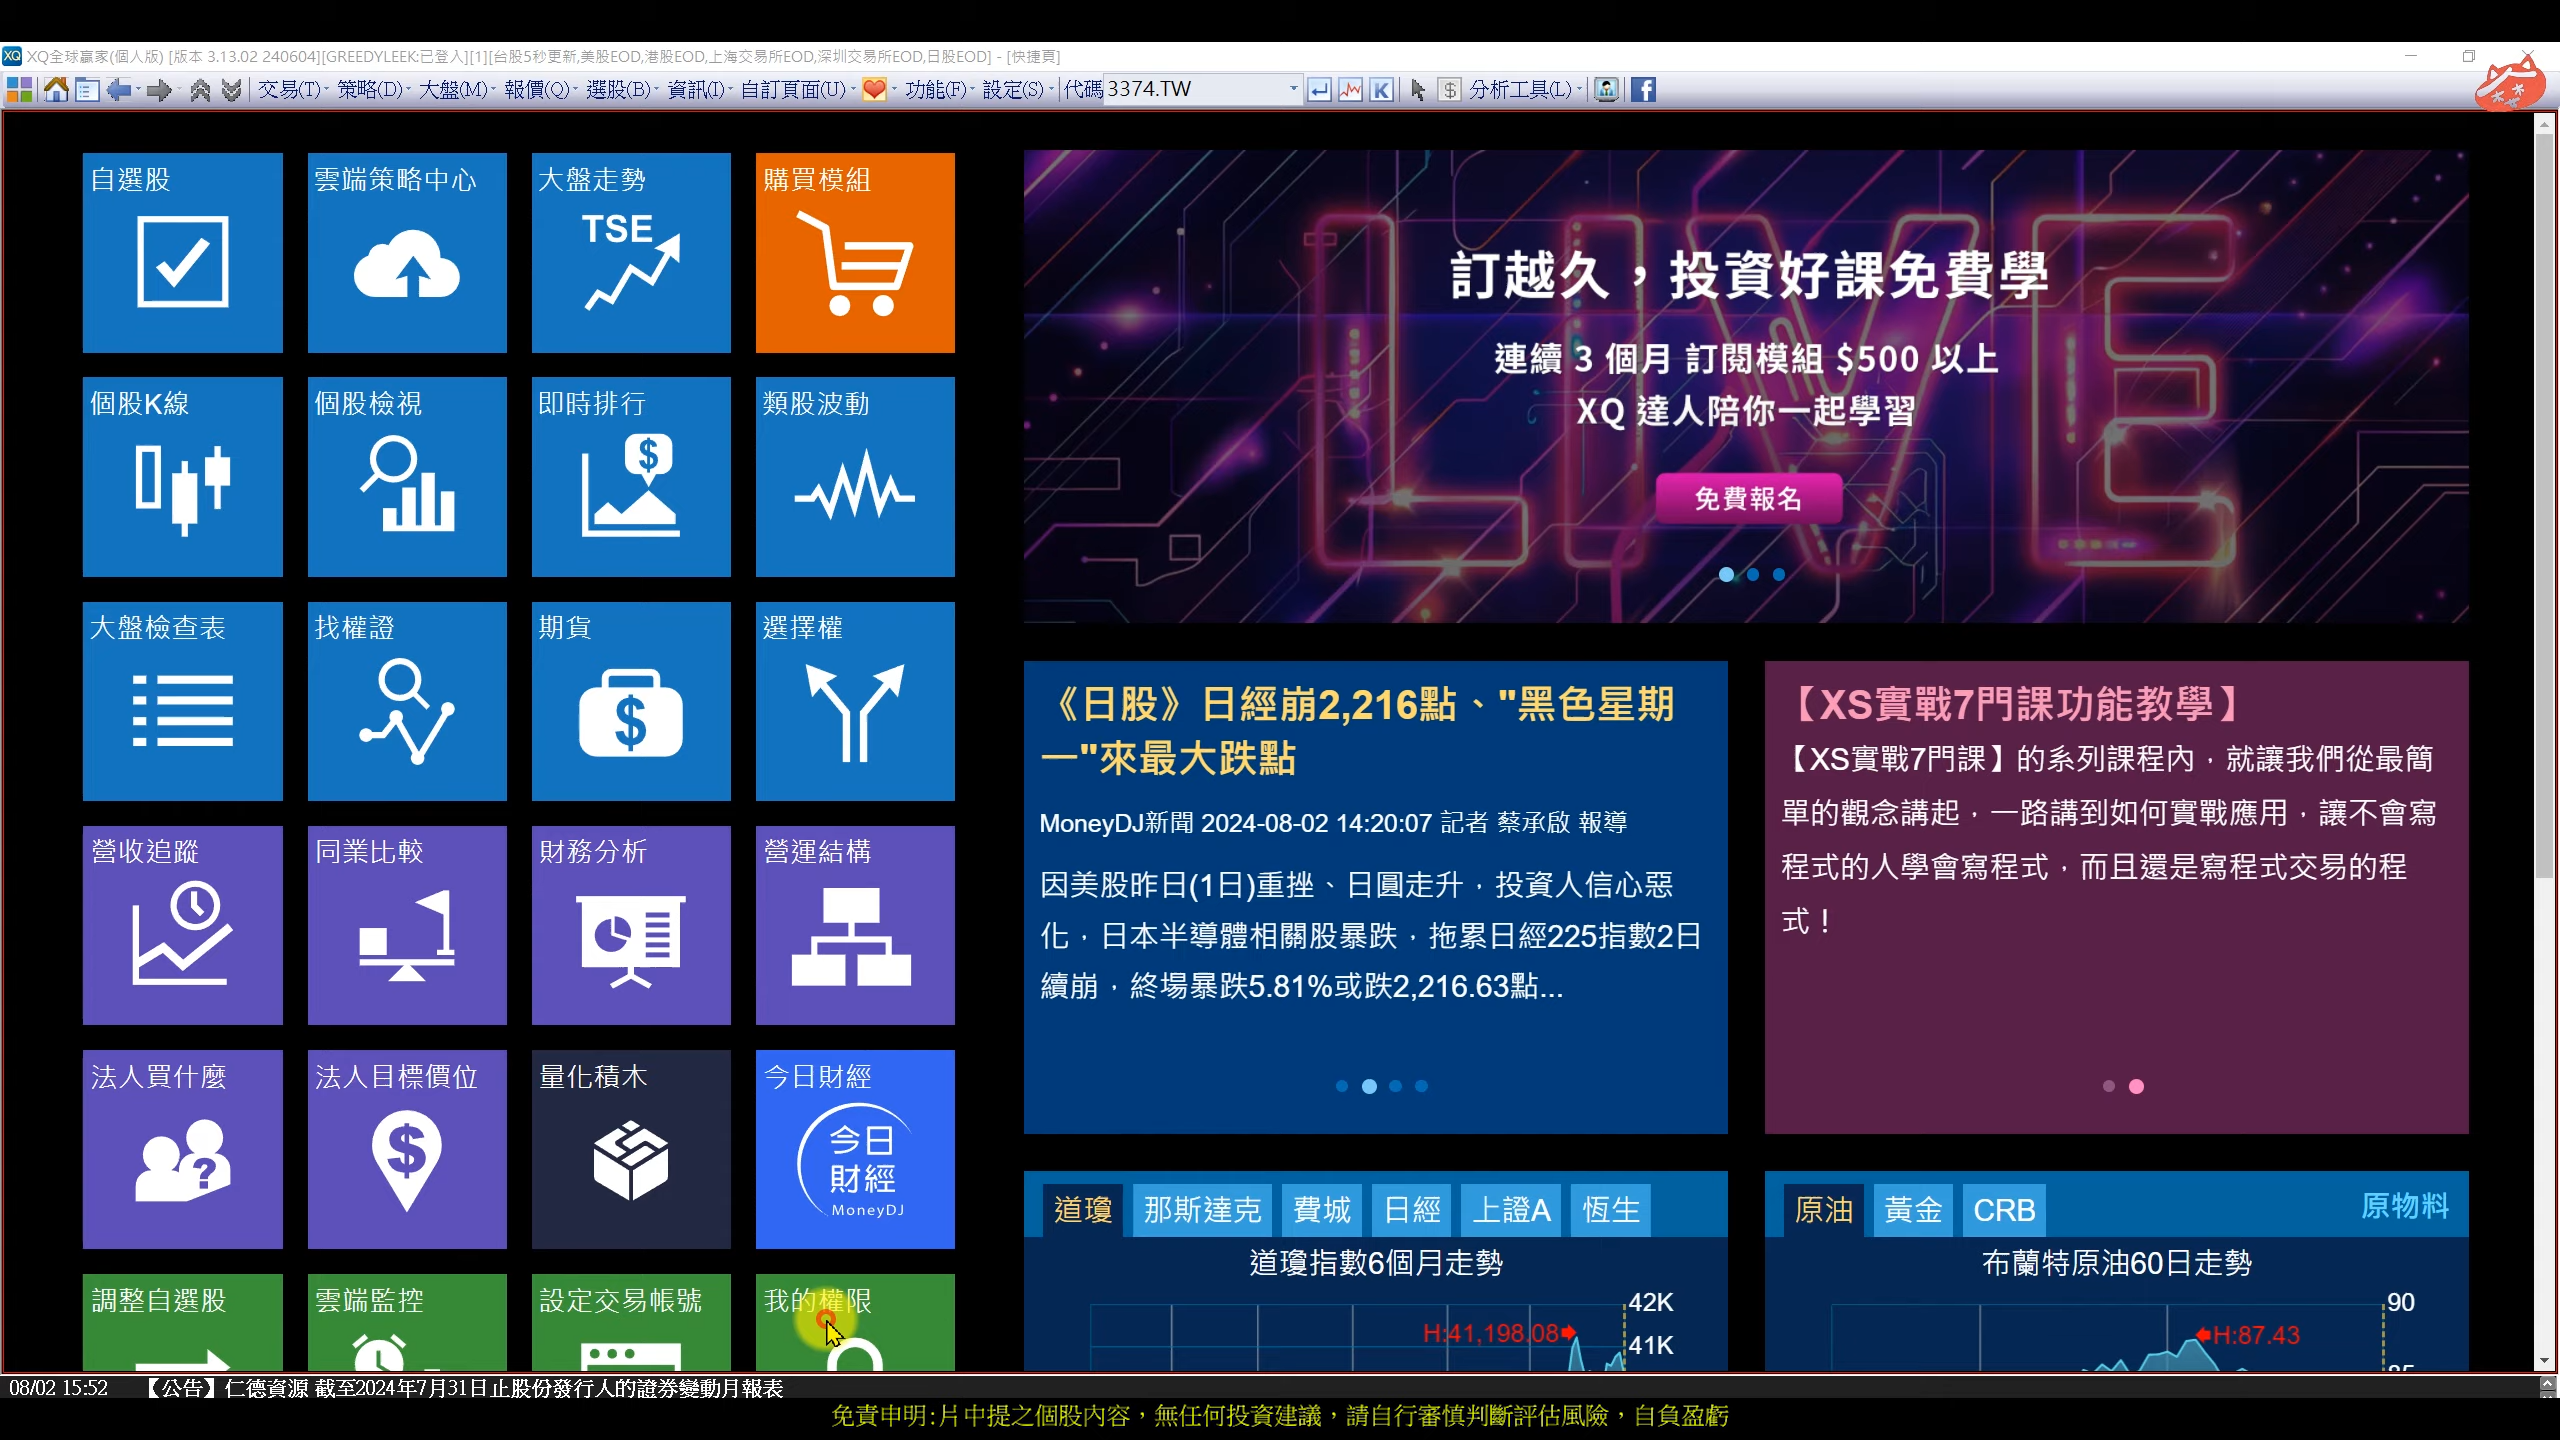 XQ全球贏家(個人版) [版本 3.13.02 240604][GREEDYLEEK:已登入][1][台股5秒更新,美股EOD,港股EOD,上海交易所EOD,深圳交易所EOD,日股EOD] - [快捷頁]
交易(T) 策略(D) 大盤(M) 報價(Q) 選股(B) 資訊(I) 自訂頁面(U) 功能(F) 設定(S) 代碼 3374.TW K $ 分析工具(L)
自選股 雲端策略中心 大盤走勢 購買模組
TSE
個股K線 個股檢視 即時排行 類股波動
大盤檢查表 找權證 期貨 選擇權
營收追蹤 同業比較 財務分析 營運結構
法人買什麼 法人目標價位 量化積木 今日財經
今日
財經
MoneyDJ
調整自選股 雲端監控 設定交易帳號 我的權限
LIVE
訂越久，投資好課免費學
連續 3 個月 訂閱模組 $500 以上
XQ 達人陪你一起學習
免費報名
《日股》日經崩2,216點、"黑色星期
一"來最大跌點
MoneyDJ新聞 2024-08-02 14:20:07 記者 蔡承啟 報導
因美股昨日(1日)重挫、日圓走升，投資人信心惡
化，日本半導體相關股暴跌，拖累日經225指數2日
續崩，終場暴跌5.81%或跌2,216.63點...
【XS實戰7門課功能教學】
【XS實戰7門課】的系列課程內，就讓我們從最簡
單的觀念講起，一路講到如何實戰應用，讓不會寫
程式的人學會寫程式，而且還是寫程式交易的程
式！
道瓊 那斯達克 費城 日經 上證A 恆生
道瓊指數6個月走勢
42K
H:41,198.08
41K
原油 黃金 CRB 原物料
布蘭特原油60日走勢
90
H:87.43
85
08/02 15:52 【公告】仁德資源 截至2024年7月31日止股份發行人的證券變動月報表
免責申明:片中提之個股內容，無任何投資建議，請自行審慎判斷評估風險，自負盈虧